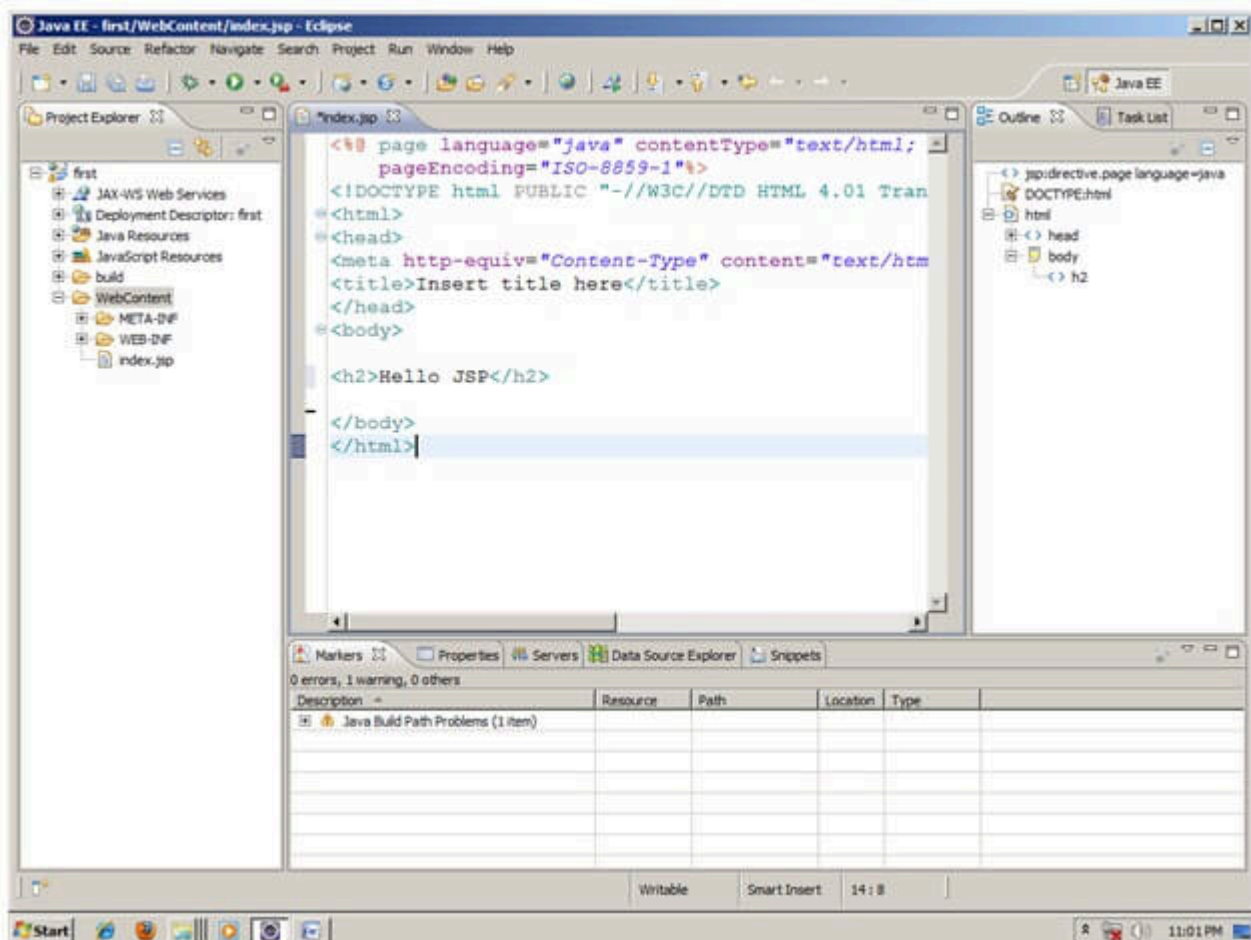 Java EE - first/WebContent/index.jsp - Eclipse
File Edit Source Refactor Navigate Search Project Run Window Help
Java EE
Project Explorer
first
JAX-WS Web Services
Deployment Descriptor: first
Java Resources
JavaScript Resources
build
WebContent
META-INF
WEB-INF
index.jsp
*index.jsp
<%@ page language="java" contentType="text/html;
pageEncoding="ISO-8859-1"%>
<!DOCTYPE html PUBLIC "-//W3C//DTD HTML 4.01 Tran
<html>
<head>
<meta http-equiv="Content-Type" content="text/htm
<title>Insert title here</title>
</head>
<body>
<h2>Hello JSP</h2>
</body>
</html>
Outline Task List
jsp:directive.page language=java
DOCTYPE:html
html
head
body
h2
Markers Properties Servers Data Source Explorer Snippets
0 errors, 1 warning, 0 others
Description Resource Path Location Type
Java Build Path Problems (1 item)
Writable Smart Insert 14 : 8
Start 11:01 PM